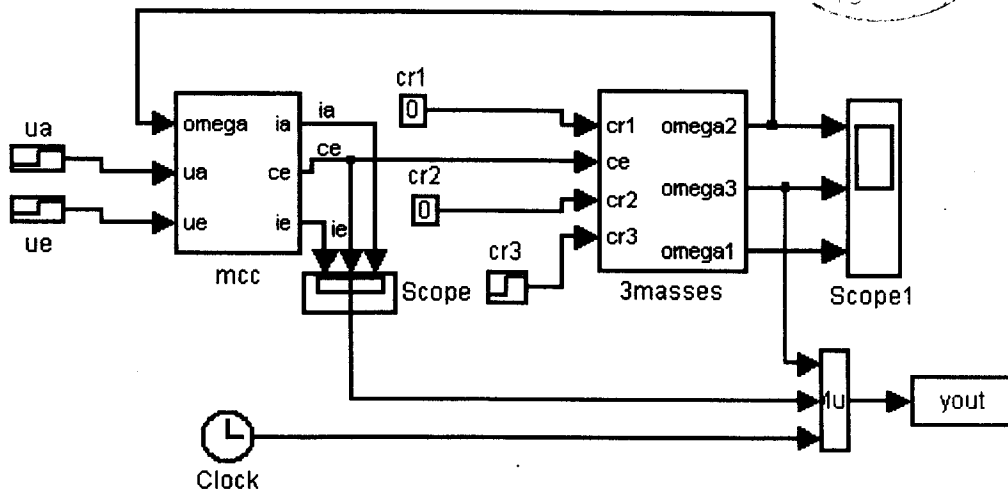 cr1
0
omega
ia
ia
cr1
omega2
ua
ua
ce
ce
ce
omega3
cr2
0
cr2
ue
ue
ie
ie
cr3
cr3
omega1
mcc
Scope
3masses
Scope1
yout
Clock